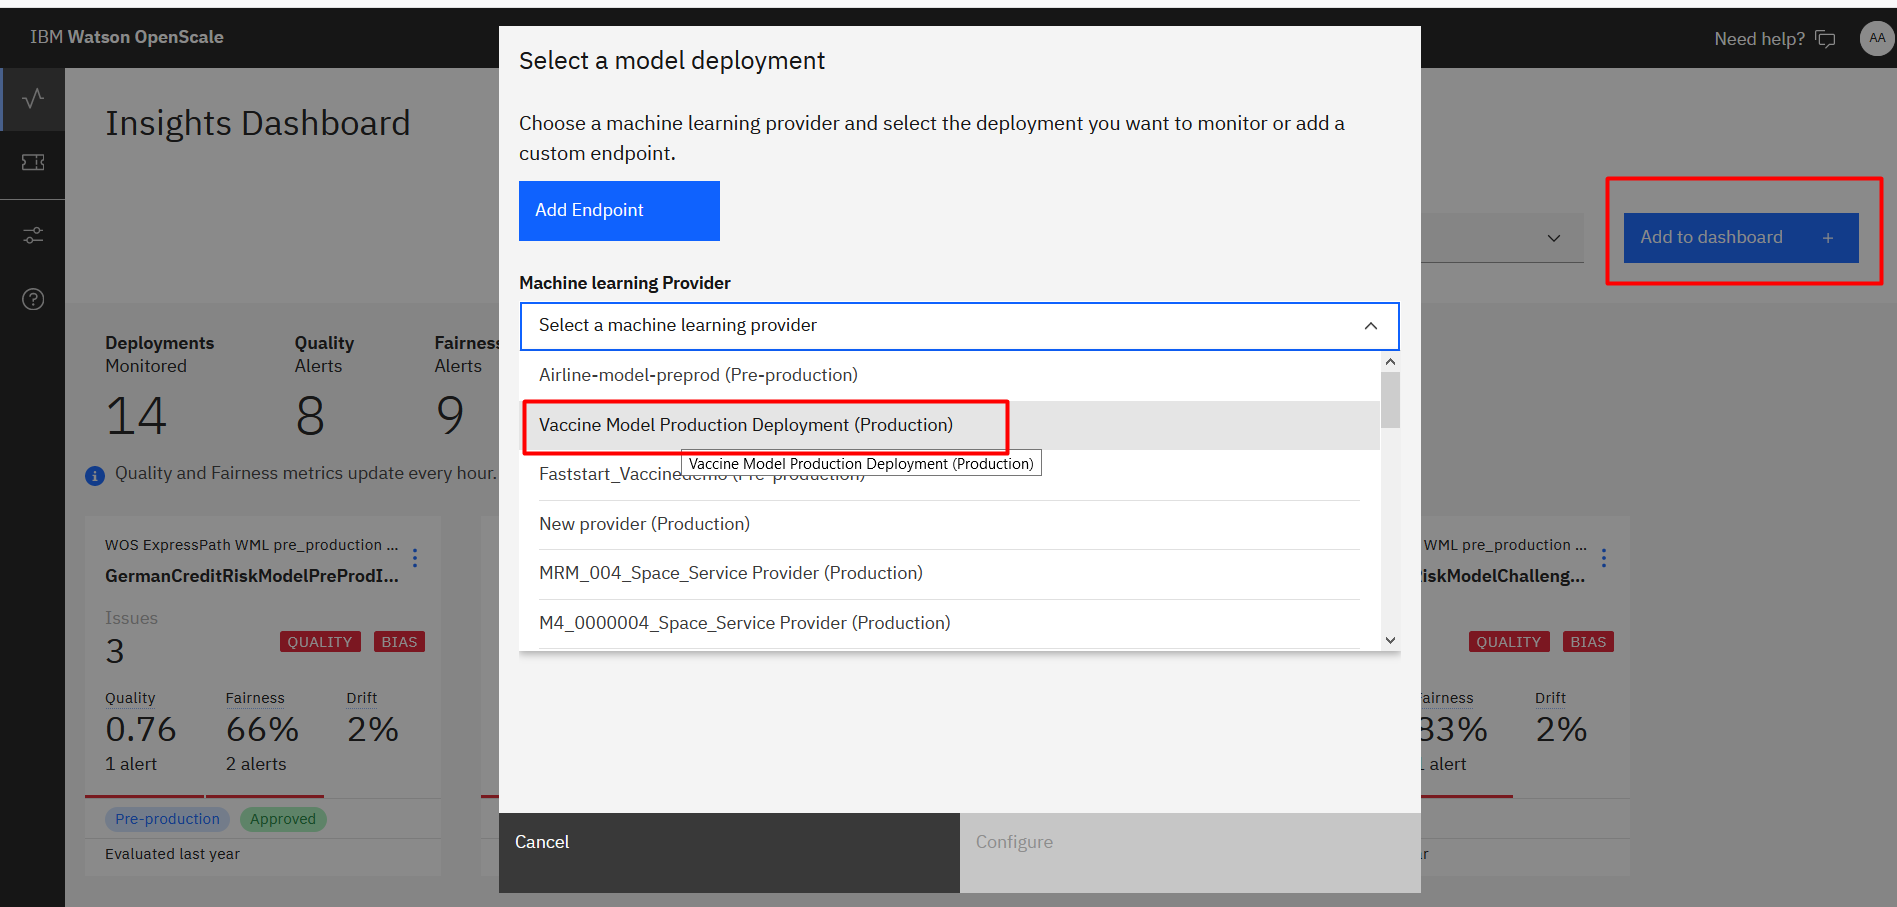 IBM Watson OpenScale
Need help?
AA
Insights Dashboard
Add to dashboard +
Deployments
Monitored
14
Quality
Alerts
8
Fairness
Alerts
9
Quality and Fairness metrics update every hour.
WOS ExpressPath WML pre_production ...
GermanCreditRiskModelPreProdI...
Issues
3
QUALITY BIAS
Quality Fairness Drift
0.76 66% 2%
1 alert 2 alerts
Pre-production Approved
Evaluated last year
Select a model deployment
Choose a machine learning provider and select the deployment you want to monitor or add a
custom endpoint.
Add Endpoint
Machine learning Provider
Select a machine learning provider
Airline-model-preprod (Pre-production)
Vaccine Model Production Deployment (Production)
Vaccine Model Production Deployment (Production)
Faststart_Vaccinedemo (Pre-production)
New provider (Production)
MRM_004_Space_Service Provider (Production)
M4_0000004_Space_Service Provider (Production)
Cancel
Configure
WML pre_production ...
iskModelChalleng...
QUALITY BIAS
Fairness Drift
83% 2%
alert